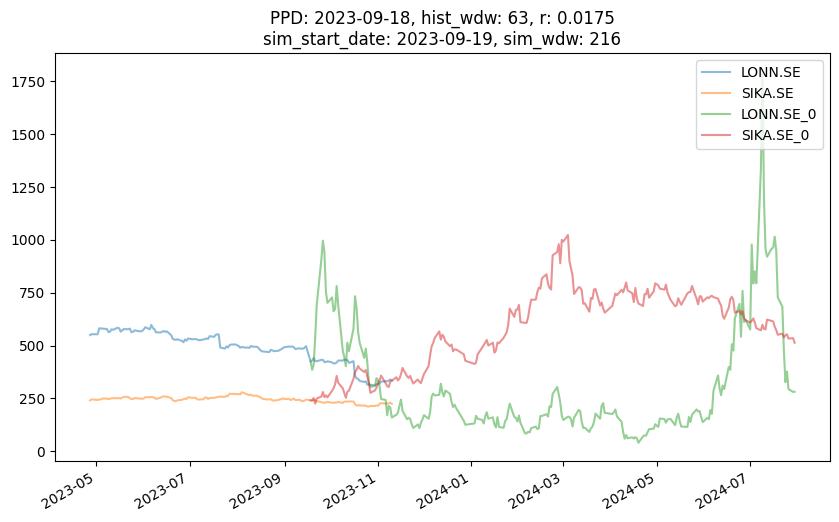 PPD: 2023-09-18, hist_wdw: 63, r: 0.0175
sim_start_date: 2023-09-19, sim_wdw: 216
1750
1500
1250
1000
750
500
250
0
LONN.SE
SIKA.SE
LONN.SE_0
SIKA.SE_0
2023-05
2023-07
2023-09
2023-11
2024-01
2024-03
2024-05
2024-07